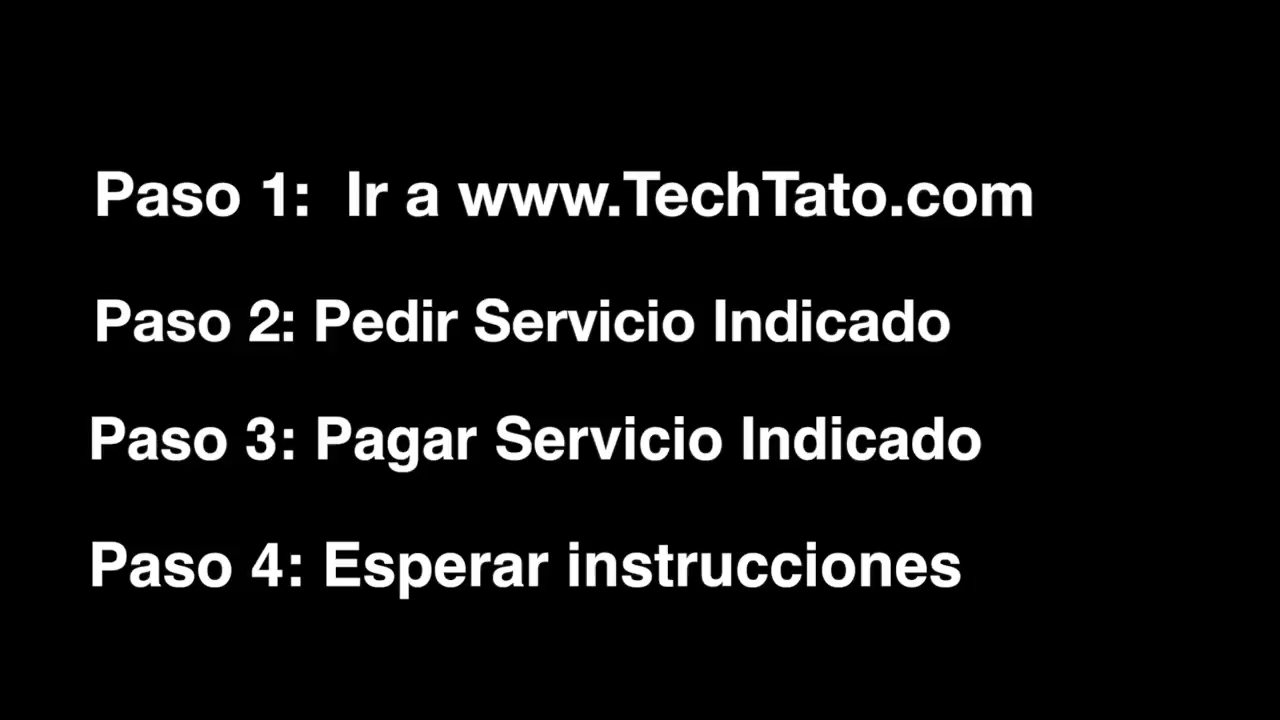 Paso 1:  Ir a www.TechTato.com
Paso 2: Pedir Servicio Indicado
Paso 3: Pagar Servicio Indicado
Paso 4: Esperar instrucciones